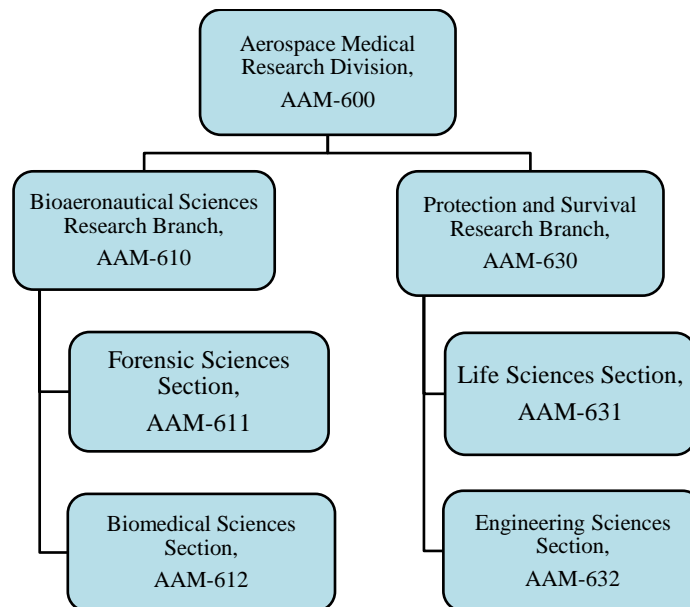 Aerospace Medical
Research Division,
AAM-600
Bioaeronautical Sciences
Research Branch,
AAM-610
Protection and Survival
Research Branch,
AAM-630
Forensic Sciences
Section,
AAM-611
Life Sciences Section,
AAM-631
Biomedical Sciences
Section,
AAM-612
Engineering Sciences
Section,
AAM-632